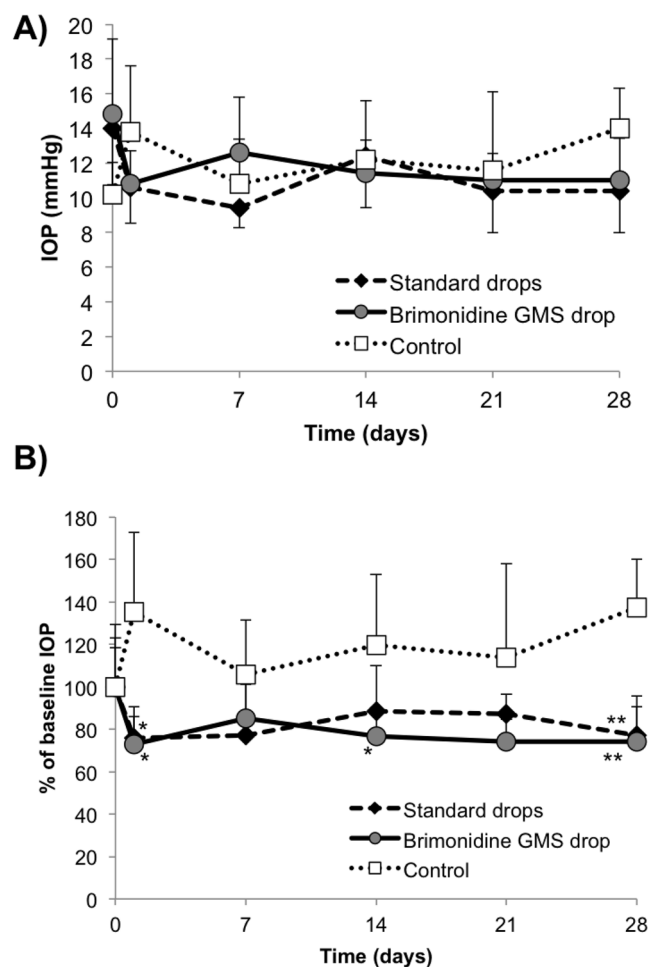 A)
20
18
16
14
12
10
8
6
4
2
0
IOP (mmHg)
Standard drops
Brimonidine GMS drop
Control
0 7 14 21 28
Time (days)
B)
180
160
140
120
100
80
60
40
20
0
% of baseline IOP
* **
* * **
Standard drops
Brimonidine GMS drop
Control
0 7 14 21 28
Time (days)